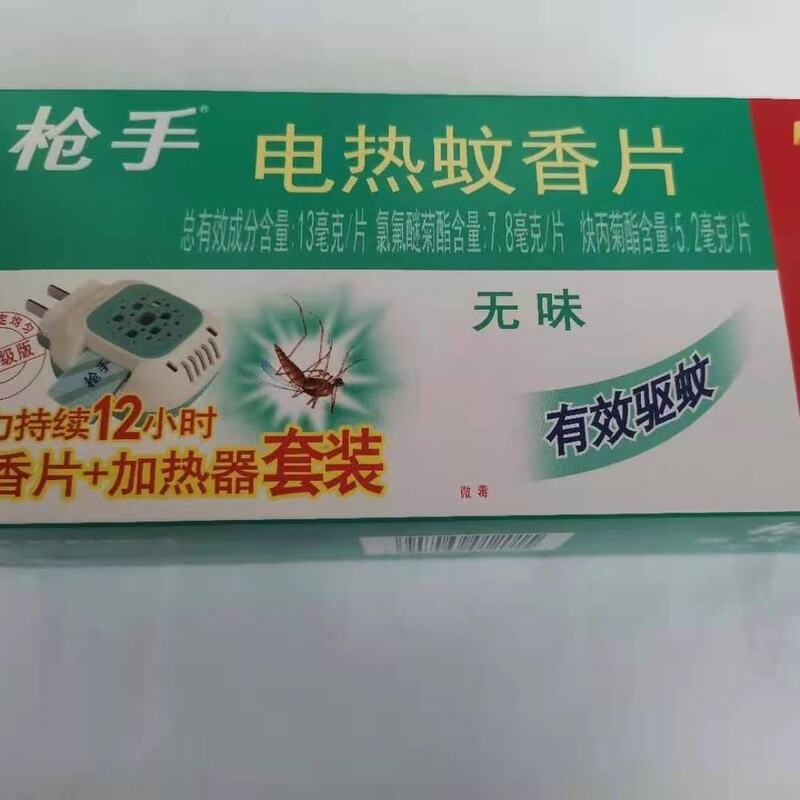 枪手®
电热蚊香片
总有效成分含量:13毫克/片 氯氟醚菊酯含量:7.8毫克/片 炔丙菊酯含量:5.2毫克/片
无味
级版
枪手
有效驱蚊
持续12小时
香片+加热器套装
微毒